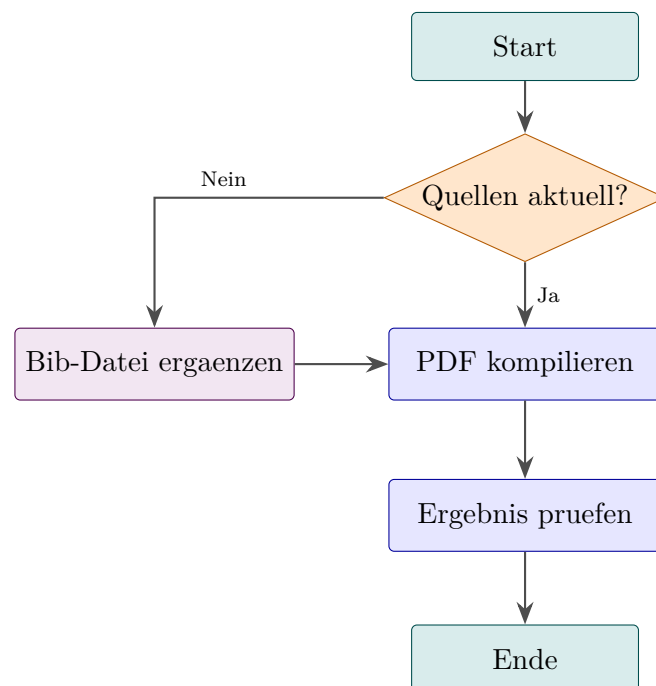 Start
Quellen aktuell?
Nein
Ja
Bib-Datei ergaenzen
PDF kompilieren
Ergebnis pruefen
Ende